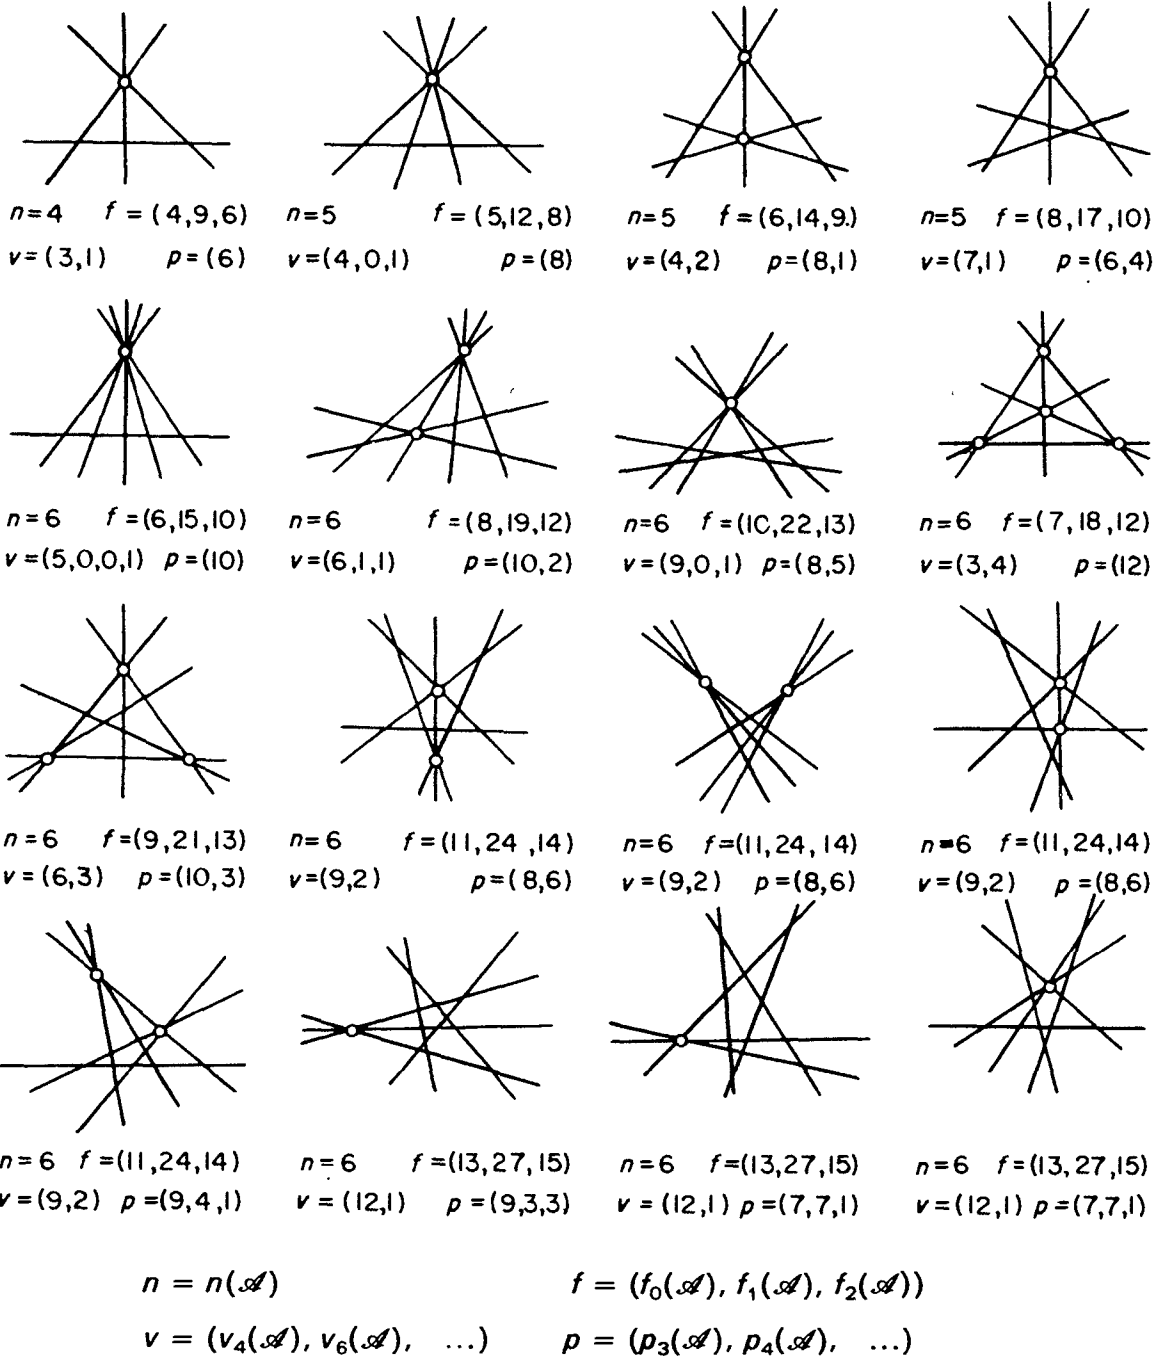 n=4 f=(4,9,6) n=5 f=(5,12,8) n=5 f=(6,14,9.) n=5 f=(8,17,10)
v=(3,1) p=(6) v=(4,0,1) p=(8) v=(4,2) p=(8,1) v=(7,1) p=(6,4)
n=6 f=(6,15,10) n=6 f=(8,19,12) n=6 f=(10,22,13) n=6 f=(7,18,12)
v=(5,0,0,1) p=(10) v=(6,1,1) p=(10,2) v=(9,0,1) p=(8,5) v=(3,4) p=(12)
n=6 f=(9,21,13) n=6 f=(11,24,14) n=6 f=(11,24,14) n=6 f=(11,24,14)
v=(6,3) p=(10,3) v=(9,2) p=(8,6) v=(9,2) p=(8,6) v=(9,2) p=(8,6)
n=6 f=(11,24,14) n=6 f=(13,27,15) n=6 f=(13,27,15) n=6 f=(13,27,15)
v=(9,2) p=(9,4,1) v=(12,1) p=(9,3,3) v=(12,1) p=(7,7,1) v=(12,1) p=(7,7,1)
n = n(𝒜) f = (f₀(𝒜), f₁(𝒜), f₂(𝒜))
v = (v₄(𝒜), v₆(𝒜), ...) p = (p₃(𝒜), p₄(𝒜), ...)